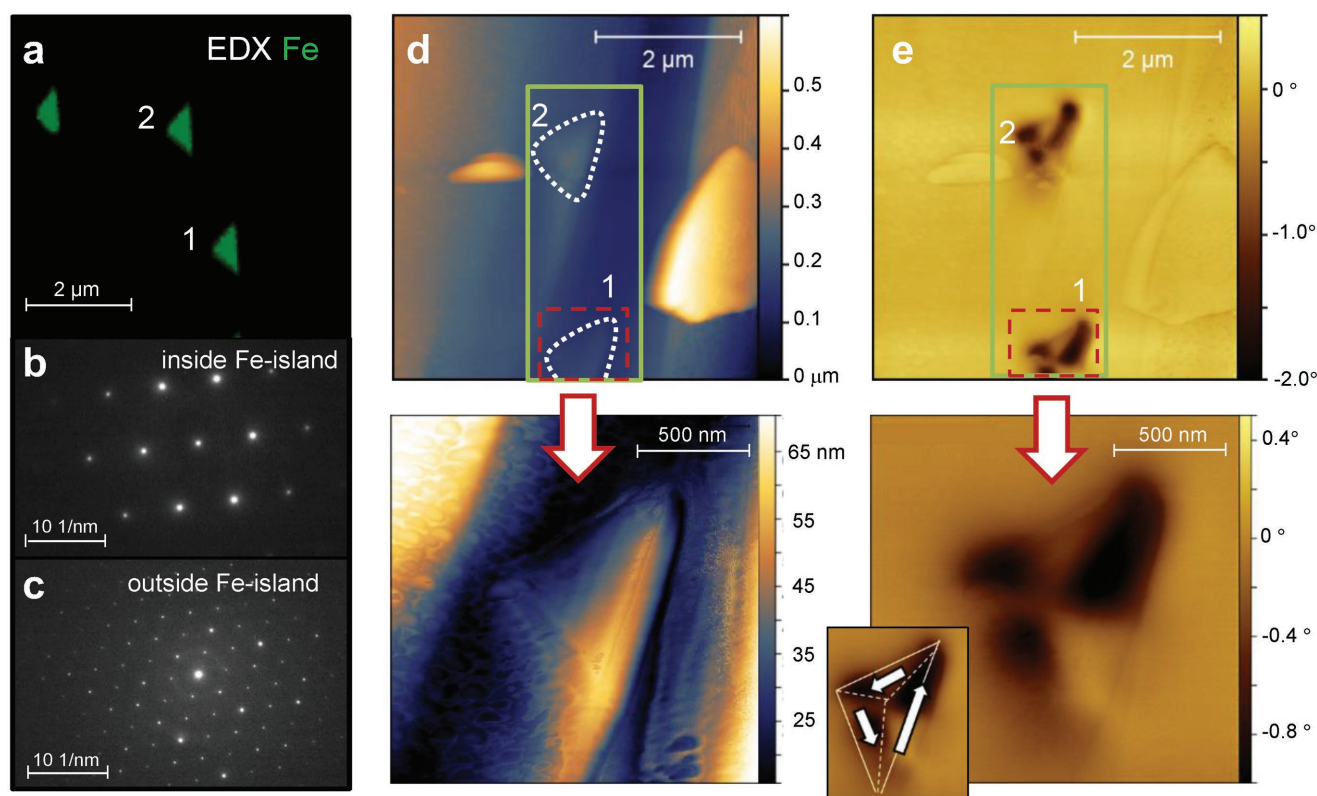 a
EDX Fe
2
1
2 µm
b
inside Fe-island
10 1/nm
c
outside Fe-island
10 1/nm
d
2 µm
2
1
0.5
0.4
0.3
0.2
0.1
0 µm
e
2 µm
2
1
0 °
-1.0°
-2.0°
500 nm
65 nm
55
45
35
25
500 nm
0.4°
0 °
-0.4 °
-0.8 °